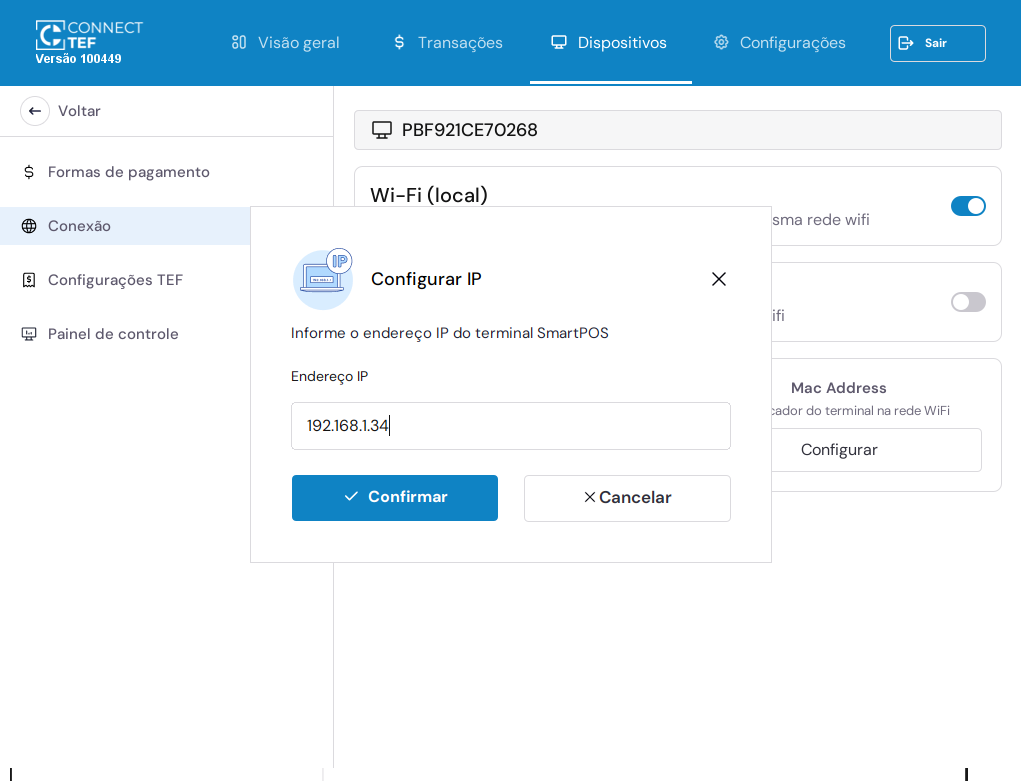 CONNECT
TEF
Versão 100449
Visão geral
Transações
Dispositivos
Configurações
Sair
Voltar
Formas de pagamento
Conexão
Configurações TEF
Painel de controle
PBF921CE70268
Wi-Fi (local)
sma rede wifi
ifi
Mac Address
cador do terminal na rede WiFi
Configurar
IP
Configurar IP
Informe o endereço IP do terminal SmartPOS
Endereço IP
192.168.1.34
Confirmar
Cancelar